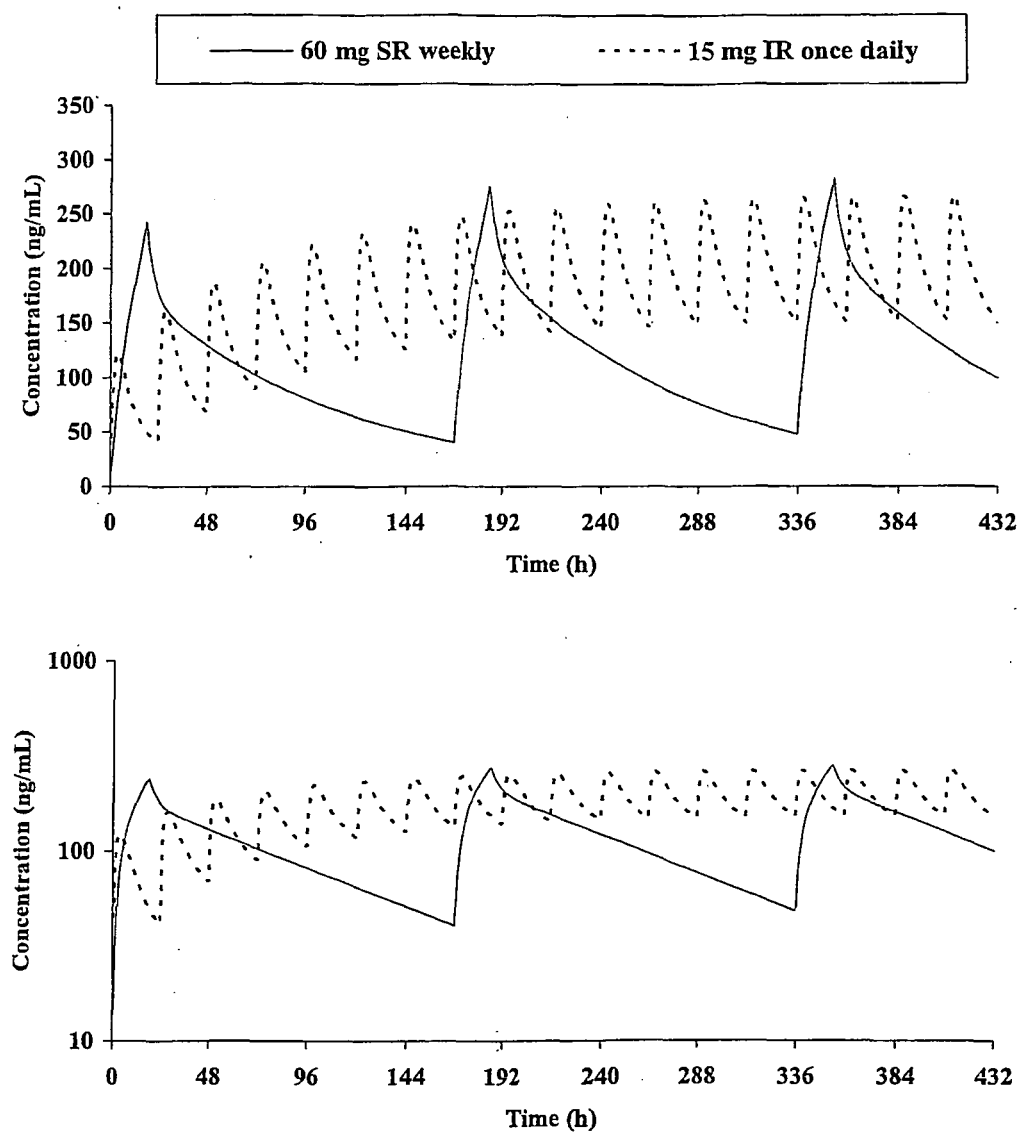 60 mg SR weekly 15 mg IR once daily
350
300
250
200
150
100
50
0
Concentration (ng/mL)
0 48 96 144 192 240 288 336 384 432
Time (h)
1000
100
10
Concentration (ng/mL)
0 48 96 144 192 240 288 336 384 432
Time (h)